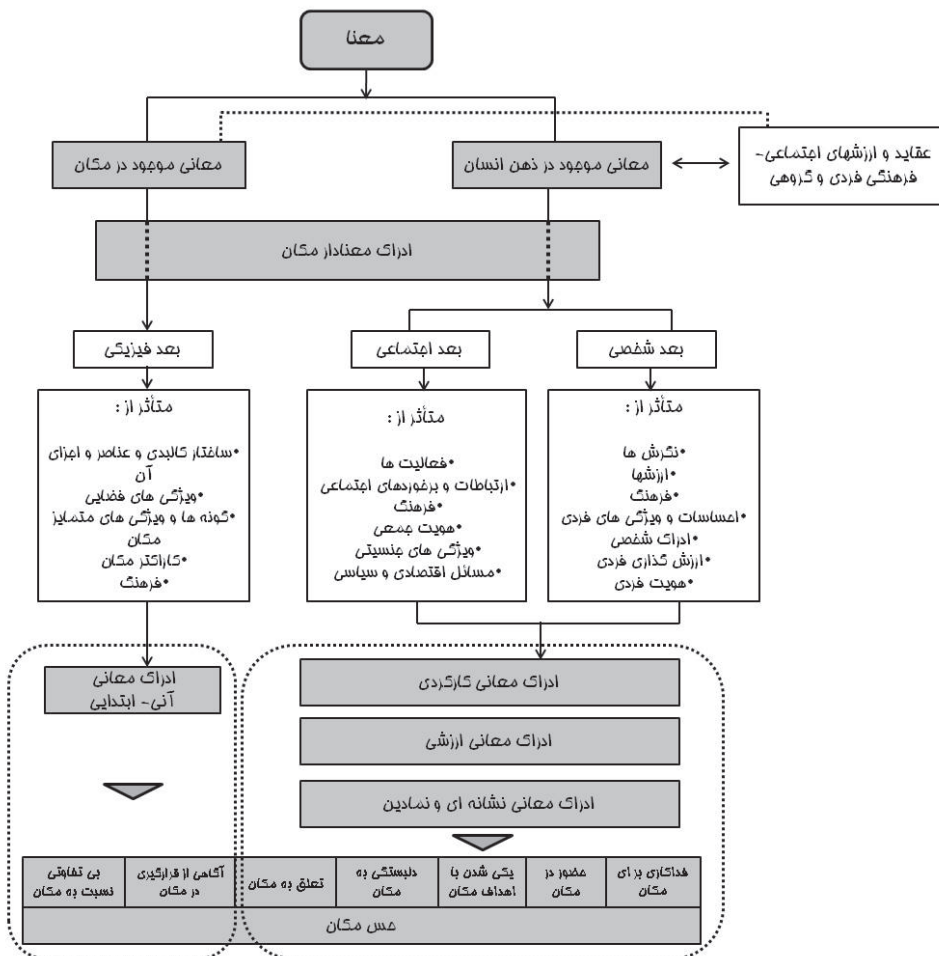 معنا
معانی موجود در ذهن انسان
معانی موجود در مکان
عقاید و ارزشهای اجتماعی-
فرهنگی فردی و گروهی
ادراک معنادار مکان
بعد شخصی
بعد اجتماعی
بعد فیزیکی
متأثر از :
•نگرش ها
•ارزشها
•فرهنگ
•احساسات و ویژگی های فردی
•ادراک شخصی
•ارزش گذاری فردی
•هویت فردی
متأثر از :
•فعالیت ها
•ارتباطات و برخوردهای اجتماعی
•فرهنگ
•هویت جمعی
•ویژگی های جنسیتی
•مسائل اقتصادی و سیاسی
متأثر از :
•ساختار کالبدی و عناصر و اجزای
آن
•ویژگی های فضایی
•گونه ها و ویژگی های متمایز
مکان
•کاراکتر مکان
•فرهنگ
ادراک معانی کارکردی
ادراک معانی ارزشی
ادراک معانی نشانه ای و نمادین
ادراک معانی
آنی- ابتدایی
فداکاری برای
مکان
حضور در
مکان
یکی شدن با
اهداف مکان
دلبستگی به
مکان
تعلق به مکان
آگاهی از قرارگیری
در مکان
بی تفاوتی
نسبت به مکان
حس مکان